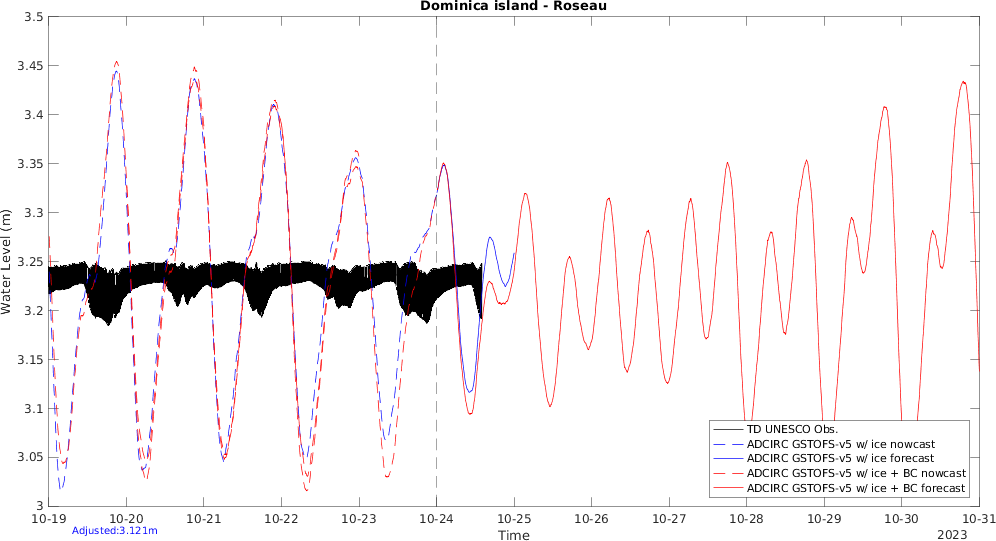 Dominica island - Roseau
3.5
3.45
3.4
3.35
3.3
3.25
3.2
3.15
3.1
3.05
3
Water Level (m)
TD UNESCO Obs.
ADCIRC GSTOFS-v5 w/ ice nowcast
ADCIRC GSTOFS-v5 w/ ice forecast
ADCIRC GSTOFS-v5 w/ ice + BC nowcast
ADCIRC GSTOFS-v5 w/ ice + BC forecast
10-19 10-20 10-21 10-22 10-23 10-24 10-25 10-26 10-27 10-28 10-29 10-30 10-31
Adjusted:3.121m
Time
2023